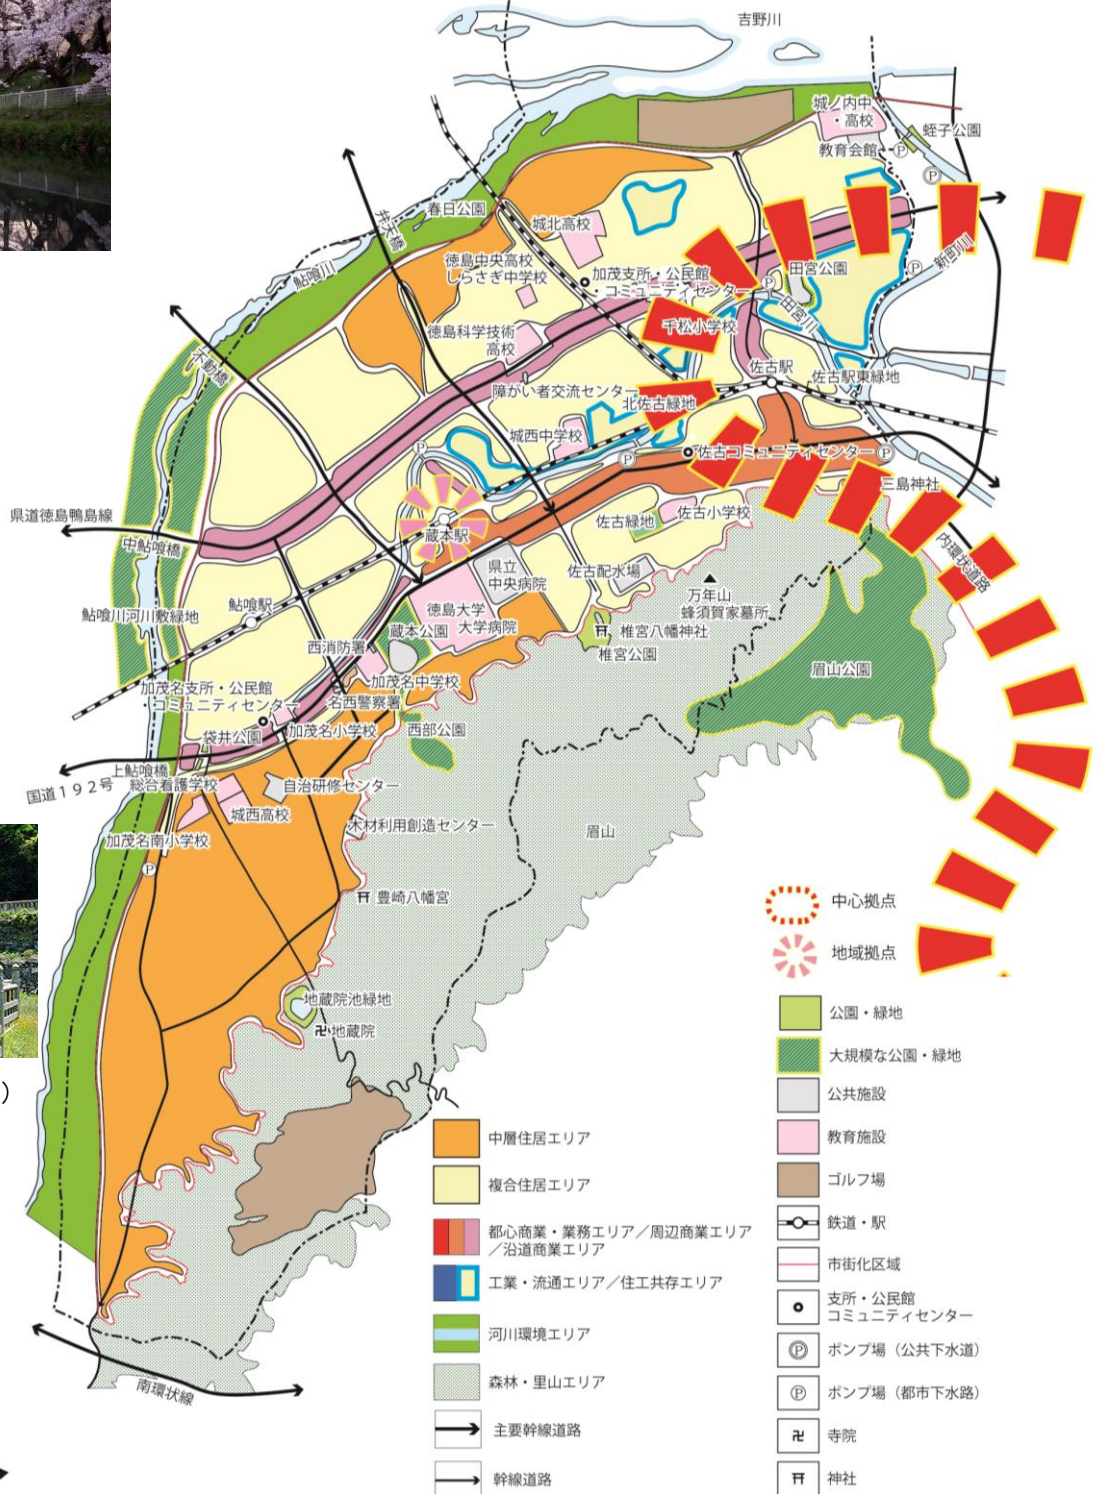 吉野川
城ノ内中
・高校
蛭子公園
教育会館
春日公園
弁天橋
城北高校
鮎喰川
徳島中央高校
しらさぎ中学校
加茂支所・公民館
・コミュニティセンター
田宮公園
新町川
田宮川
千松小学校
徳島科学技術
高校
不動橋
佐古駅
佐古駅東緑地
障がい者交流センター
北佐古緑地
城西中学校
佐古コミュニティセンター
三島神社
県道徳島鴨島線
中鮎喰橋
蔵本駅
佐古緑地
佐古小学校
内環状道路
県立
中央病院
佐古配水場
万年山
蜂須賀家墓所
鮎喰駅
鮎喰川河川敷緑地
徳島大学
大学病院
蔵本公園
椎宮八幡神社
椎宮公園
西消防署
眉山公園
加茂名中学校
加茂名支所・公民館
・コミュニティセンター
名西警察署
加茂名小学校
袋井公園
西部公園
上鮎喰橋
国道192号
総合看護学校
自治研修センター
城西高校
木材利用創造センター
眉山
加茂名南小学校
豊崎八幡宮
地蔵院池緑地
地蔵院
南環状線
）
中層住居エリア
複合住居エリア
都心商業・業務エリア／周辺商業エリア
／沿道商業エリア
工業・流通エリア／住工共存エリア
河川環境エリア
森林・里山エリア
主要幹線道路
幹線道路
中心拠点
地域拠点
公園・緑地
大規模な公園・緑地
公共施設
教育施設
ゴルフ場
鉄道・駅
市街化区域
支所・公民館
コミュニティセンター
Ⓟ ポンプ場（公共下水道）
Ⓟ ポンプ場（都市下水路）
卍 寺院
神社